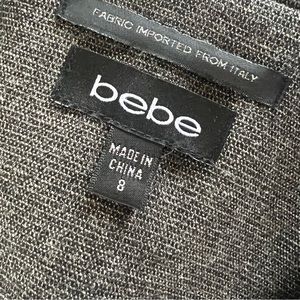 FABRIC IMPORTED FROM ITALY
bebe
MADE IN
CHINA
8